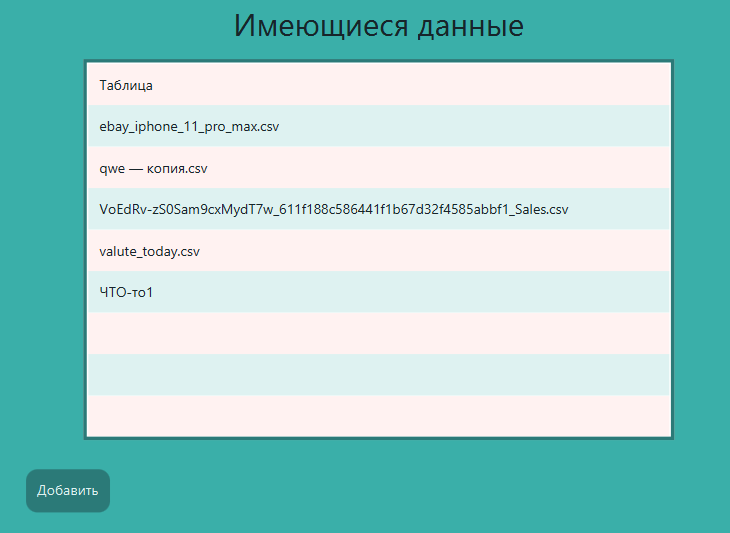 Имеющиеся данные
Таблица
ebay_iphone_11_pro_max.csv
qwe — копия.csv
VoEdRv-zS0Sam9cxMydT7w_611f188c586441f1b67d32f4585abbf1_Sales.csv
valute_today.csv
ЧТО-то1
Добавить